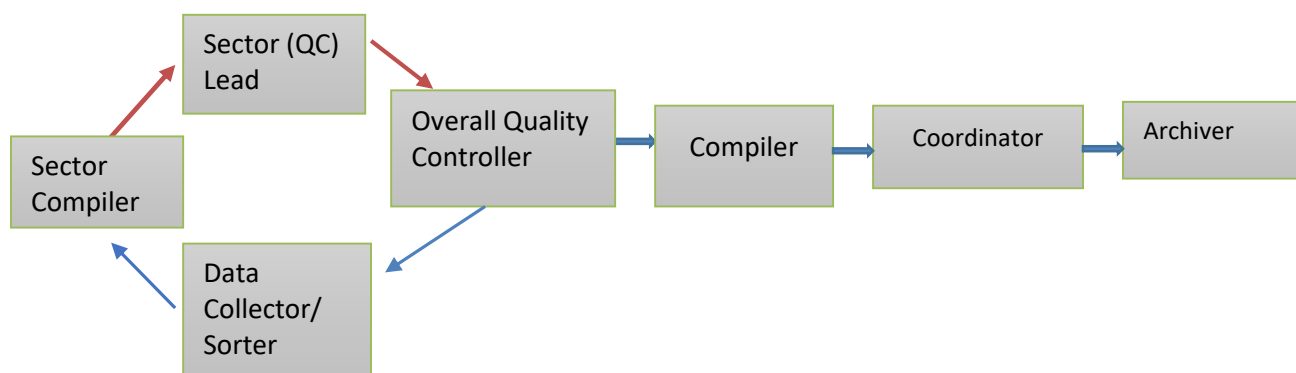 Sector (QC)
Lead
Overall Quality
Controller
Compiler
Coordinator
Archiver
Sector
Compiler
Data
Collector/
Sorter